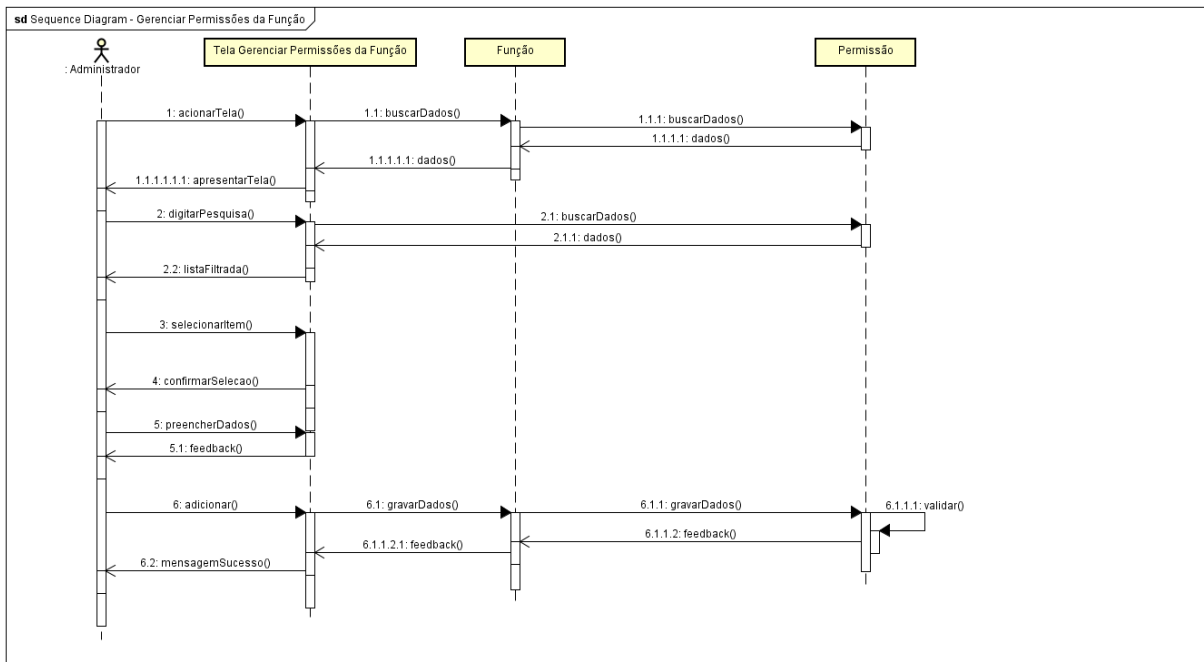 sd Sequence Diagram - Gerenciar Permissões da Função
: Administrador
Tela Gerenciar Permissões da Função
Função
Permissão
1: acionarTela()
1.1: buscarDados()
1.1.1: buscarDados()
1.1.1.1: dados()
1.1.1.1.1: dados()
1.1.1.1.1.1: apresentarTela()
2: digitarPesquisa()
2.1: buscarDados()
2.1.1: dados()
2.2: listaFiltrada()
3: selecionarItem()
4: confirmarSelecao()
5: preencherDados()
5.1: feedback()
6: adicionar()
6.1: gravarDados()
6.1.1: gravarDados()
6.1.1.1: validar()
6.1.1.2: feedback()
6.1.1.2.1: feedback()
6.2: mensagemSucesso()